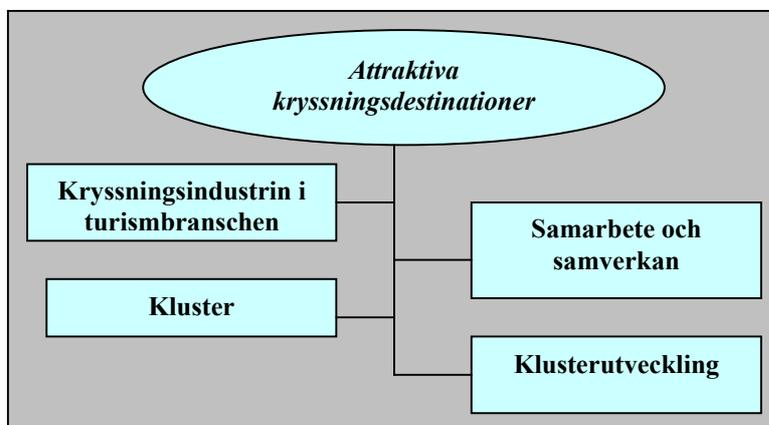 Attraktiva
kryssningsdestinationer
Kryssningsindustrin i
turismbranschen
Samarbete och
samverkan
Kluster
Klusterutveckling